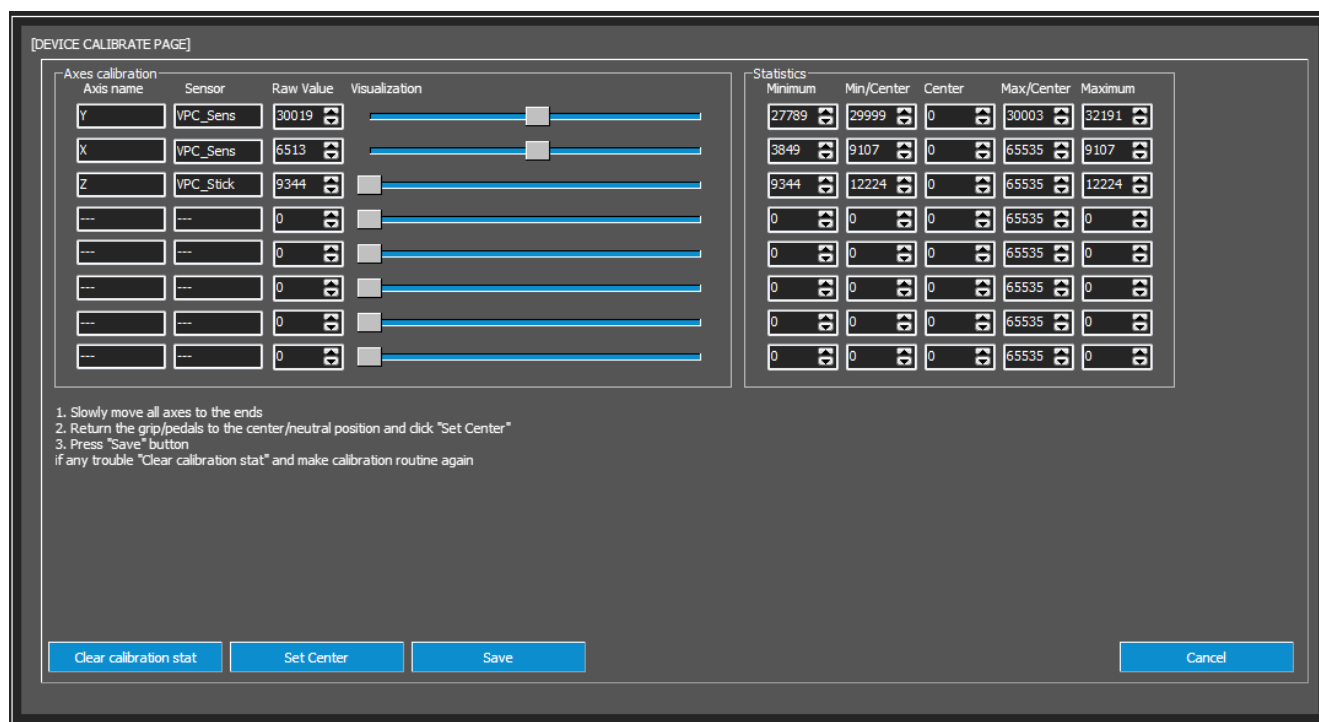 [DEVICE CALIBRATE PAGE]
Axes calibration
Axis name Sensor Raw Value Visualization
Statistics
Minimum Min/Center Center Max/Center Maximum
Y VPC_Sens 30019 27789 29999 0 30003 32191
X VPC_Sens 6513 3849 9107 0 65535 9107
Z VPC_Stick 9344 9344 12224 0 65535 12224
--- --- 0 0 0 0 65535 0
--- --- 0 0 0 0 65535 0
--- --- 0 0 0 0 65535 0
--- --- 0 0 0 0 65535 0
--- --- 0 0 0 0 65535 0
1. Slowly move all axes to the ends
2. Return the grip/pedals to the center/neutral position and click "Set Center"
3. Press "Save" button
if any trouble "Clear calibration stat" and make calibration routine again
Clear calibration stat Set Center Save Cancel